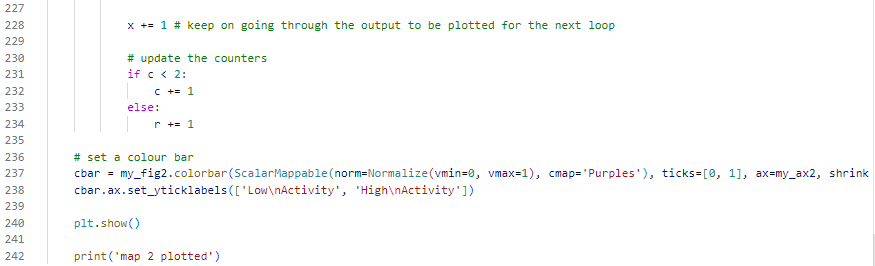 227
228 x += 1 # keep on going through the output to be plotted for the next loop
229
230 # update the counters
231 if c < 2:
232 c += 1
233 else:
234 r += 1
235
236 # set a colour bar
237 cbar = my_fig2.colorbar(ScalarMappable(norm=Normalize(vmin=0, vmax=1), cmap='Purples'), ticks=[0, 1], ax=my_ax2, shrink
238 cbar.ax.set_yticklabels(['Low\nActivity', 'High\nActivity'])
239
240 plt.show()
241
242 print('map 2 plotted')